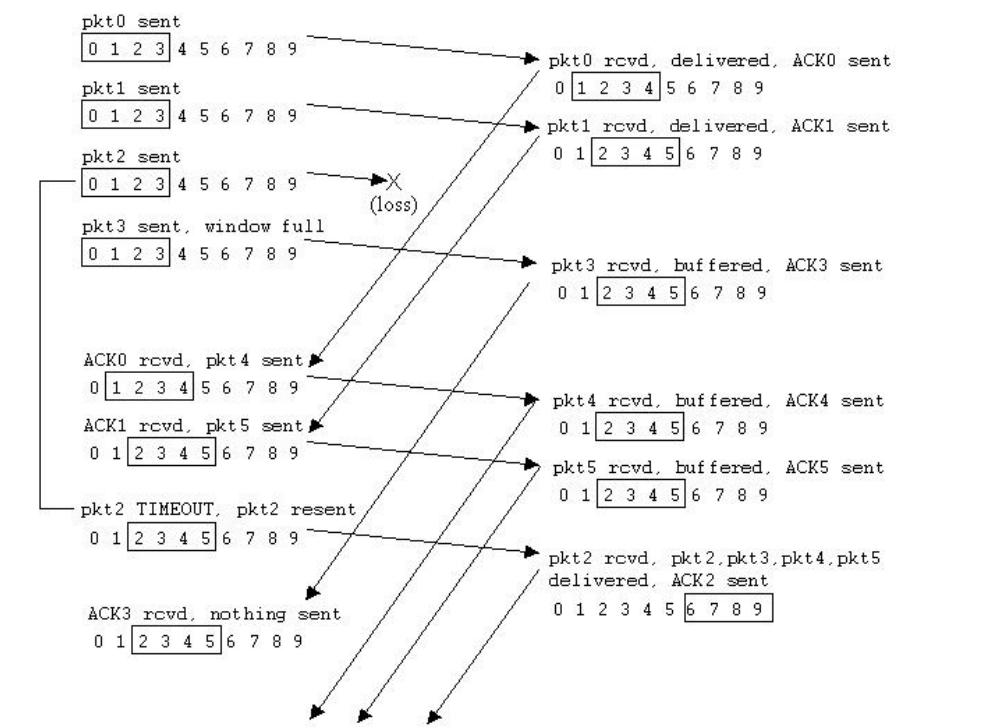 pkt0 sent
0 1 2 3 4 5 6 7 8 9
pkt1 sent
0 1 2 3 4 5 6 7 8 9
pkt2 sent
0 1 2 3 4 5 6 7 8 9
X
(loss)
pkt3 sent, window full
0 1 2 3 4 5 6 7 8 9
ACK0 rcvd, pkt4 sent
0 1 2 3 4 5 6 7 8 9
ACK1 rcvd, pkt5 sent
0 1 2 3 4 5 6 7 8 9
pkt2 TIMEOUT, pkt2 resent
0 1 2 3 4 5 6 7 8 9
ACK3 rcvd, nothing sent
0 1 2 3 4 5 6 7 8 9
pkt0 rcvd, delivered, ACK0 sent
0 1 2 3 4 5 6 7 8 9
pkt1 rcvd, delivered, ACK1 sent
0 1 2 3 4 5 6 7 8 9
pkt3 rcvd, buffered, ACK3 sent
0 1 2 3 4 5 6 7 8 9
pkt4 rcvd, buffered, ACK4 sent
0 1 2 3 4 5 6 7 8 9
pkt5 rcvd, buffered, ACK5 sent
0 1 2 3 4 5 6 7 8 9
pkt2 rcvd, pkt2,pkt3,pkt4,pkt5
delivered, ACK2 sent
0 1 2 3 4 5 6 7 8 9